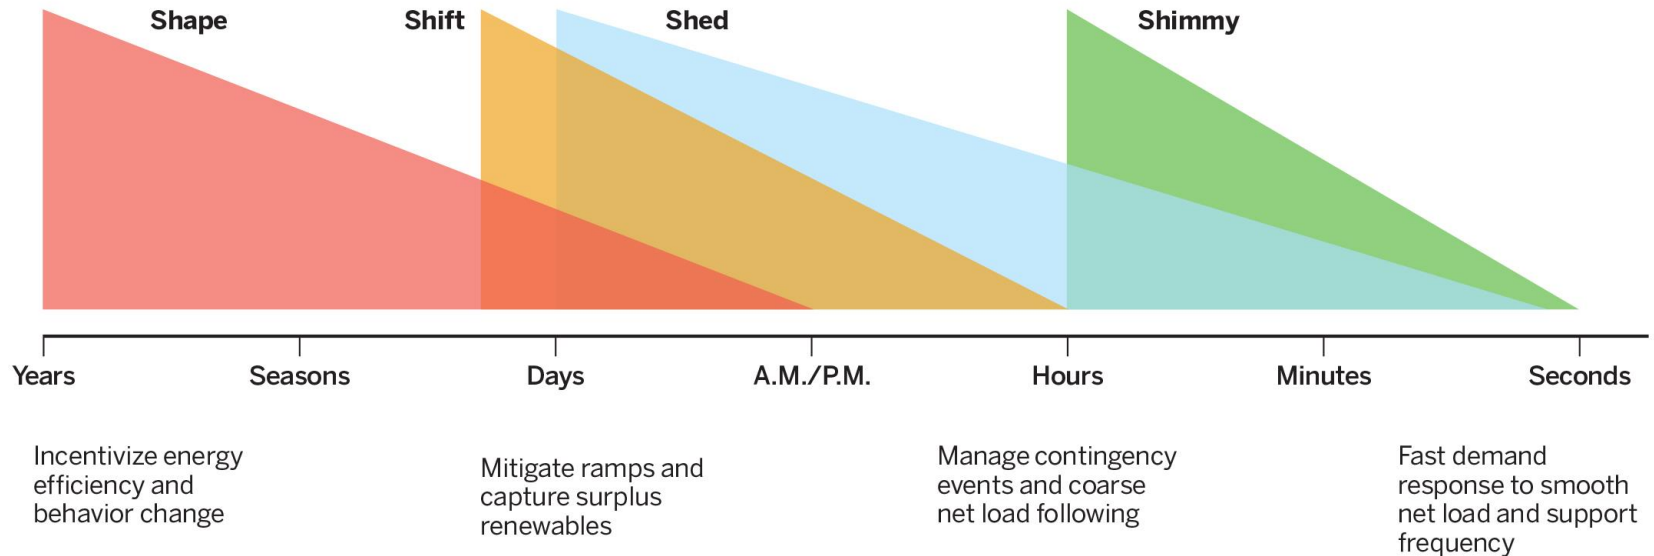 Shape
Shift
Shed
Shimmy
Years
Seasons
Days
A.M./P.M.
Hours
Minutes
Seconds
Incentivize energy
efficiency and
behavior change
Mitigate ramps and
capture surplus
renewables
Manage contingency
events and coarse
net load following
Fast demand
response to smooth
net load and support
frequency